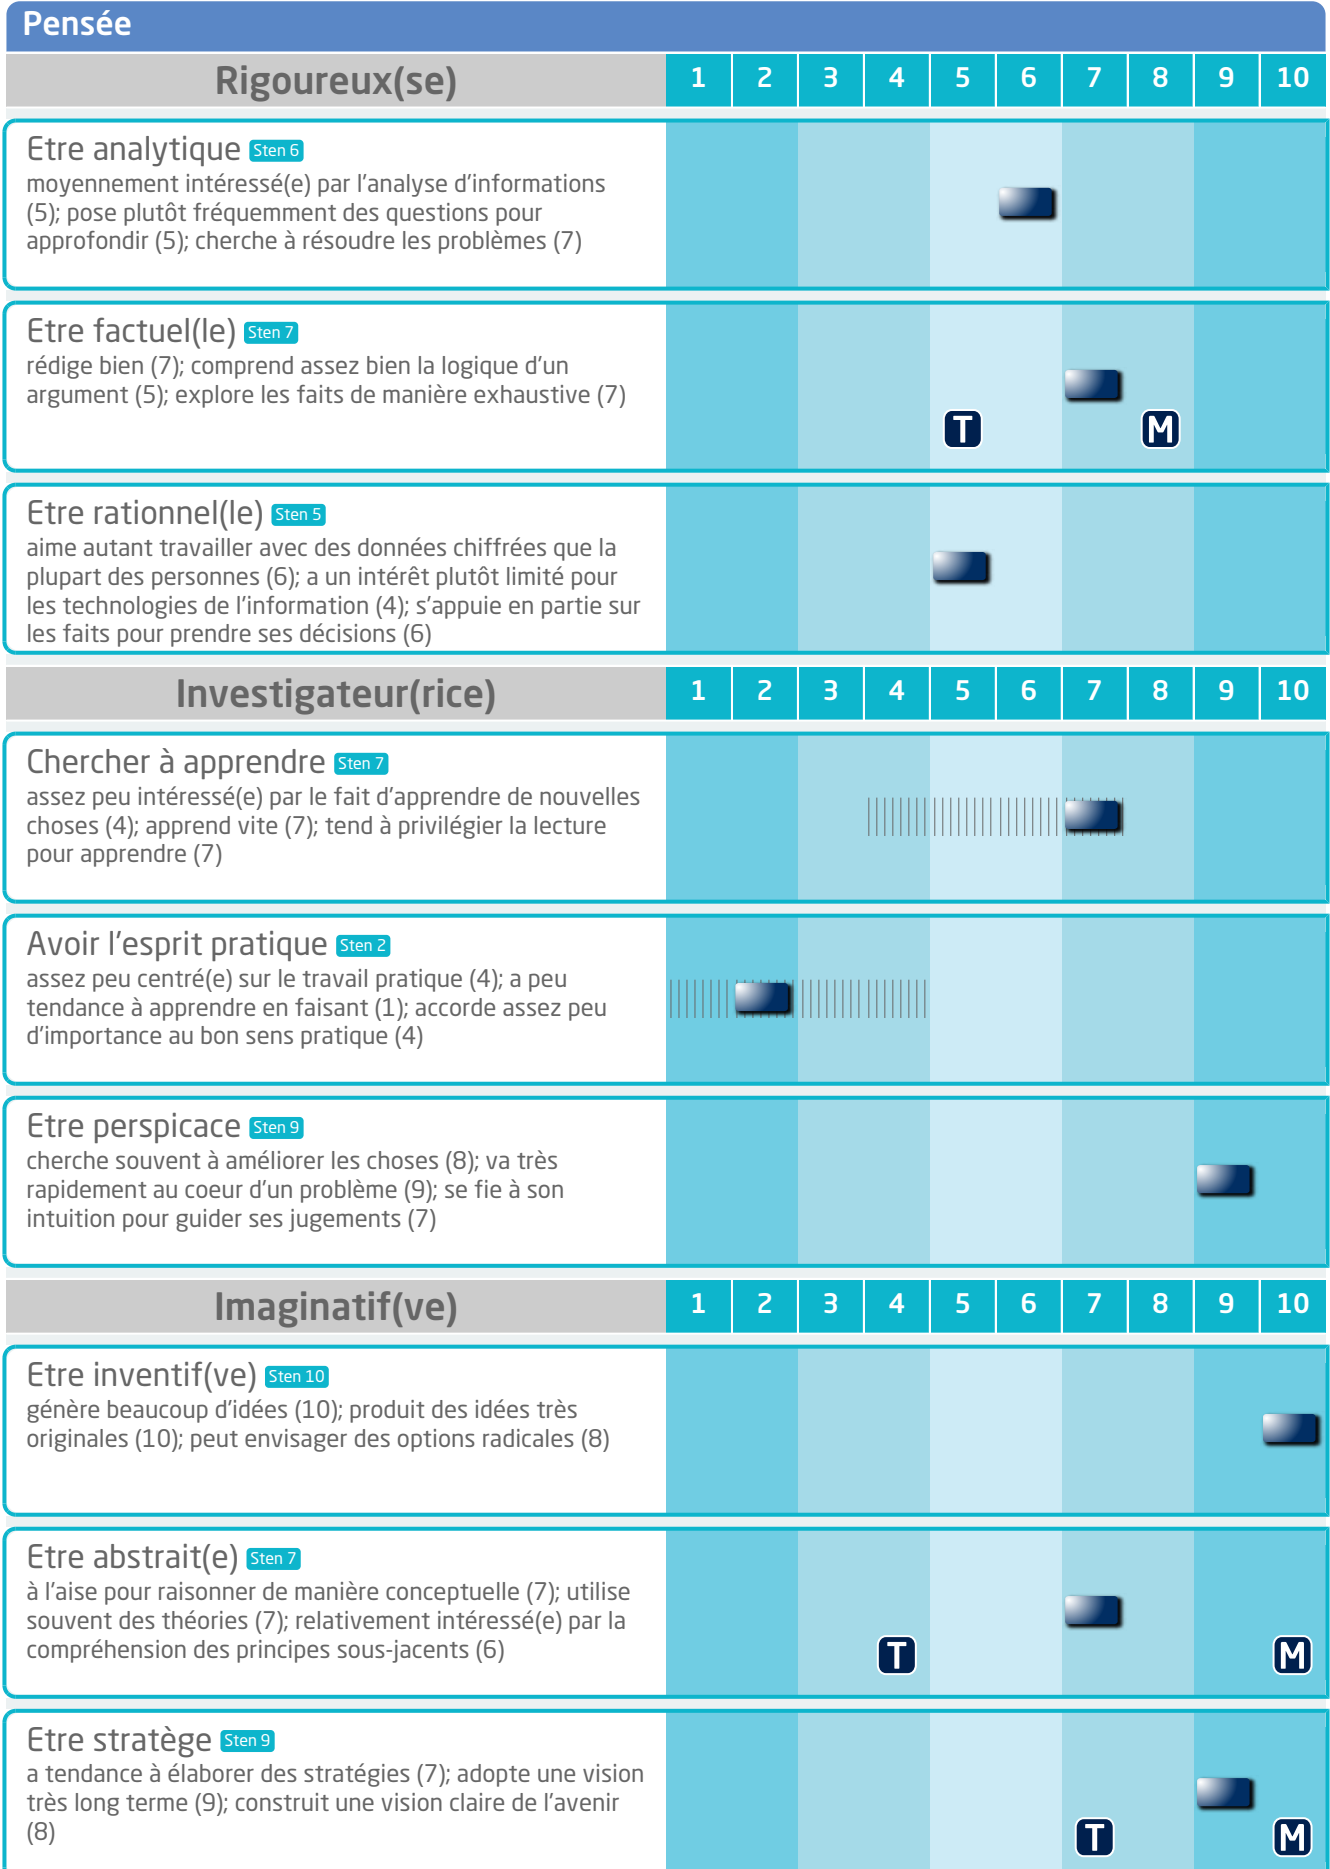 Pensée
Rigoureux(se) 1 2 3 4 5 6 7 8 9 10
Etre analytique Sten 6
moyennement intéressé(e) par l'analyse d'informations
(5); pose plutôt fréquemment des questions pour
approfondir (5); cherche à résoudre les problèmes (7)
Etre factuel(le) Sten 7
rédige bien (7); comprend assez bien la logique d'un
argument (5); explore les faits de manière exhaustive (7)
T M
Etre rationnel(le) Sten 5
aime autant travailler avec des données chiffrées que la
plupart des personnes (6); a un intérêt plutôt limité pour
les technologies de l'information (4); s'appuie en partie sur
les faits pour prendre ses décisions (6)
Investigateur(rice) 1 2 3 4 5 6 7 8 9 10
Chercher à apprendre Sten 7
assez peu intéressé(e) par le fait d'apprendre de nouvelles
choses (4); apprend vite (7); tend à privilégier la lecture
pour apprendre (7)
Avoir l'esprit pratique Sten 2
assez peu centré(e) sur le travail pratique (4); a peu
tendance à apprendre en faisant (1); accorde assez peu
d'importance au bon sens pratique (4)
Etre perspicace Sten 9
cherche souvent à améliorer les choses (8); va très
rapidement au coeur d'un problème (9); se fie à son
intuition pour guider ses jugements (7)
Imaginatif(ve) 1 2 3 4 5 6 7 8 9 10
Etre inventif(ve) Sten 10
génère beaucoup d'idées (10); produit des idées très
originales (10); peut envisager des options radicales (8)
Etre abstrait(e) Sten 7
à l'aise pour raisonner de manière conceptuelle (7); utilise
souvent des théories (7); relativement intéressé(e) par la
compréhension des principes sous-jacents (6)
T M
Etre stratège Sten 9
a tendance à élaborer des stratégies (7); adopte une vision
très long terme (9); construit une vision claire de l'avenir
(8)
T M